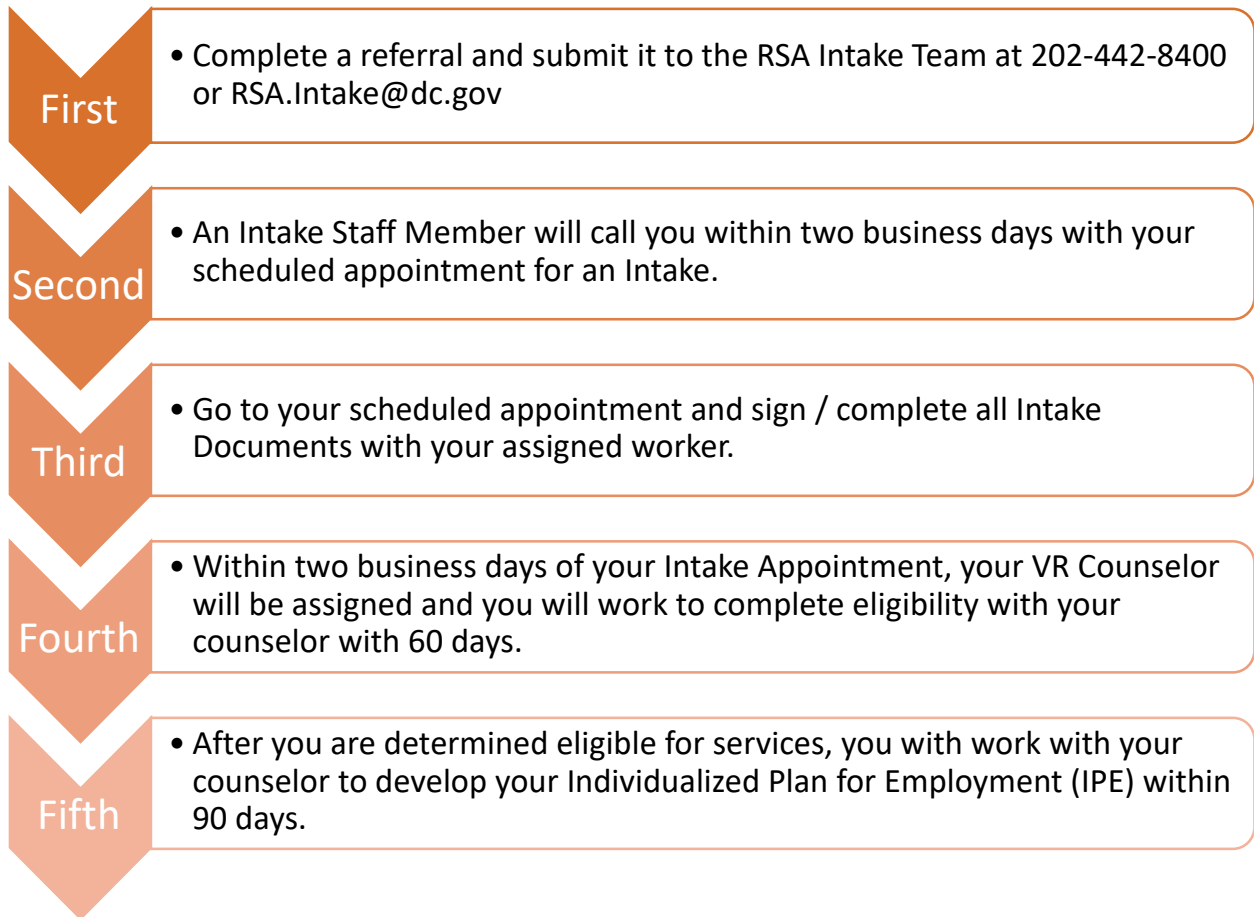 First
• Complete a referral and submit it to the RSA Intake Team at 202-442-8400
or RSA.Intake@dc.gov
Second
• An Intake Staff Member will call you within two business days with your
scheduled appointment for an Intake.
Third
• Go to your scheduled appointment and sign / complete all Intake
Documents with your assigned worker.
Fourth
• Within two business days of your Intake Appointment, your VR Counselor
will be assigned and you will work to complete eligibility with your
counselor with 60 days.
Fifth
• After you are determined eligible for services, you with work with your
counselor to develop your Individualized Plan for Employment (IPE) within
90 days.